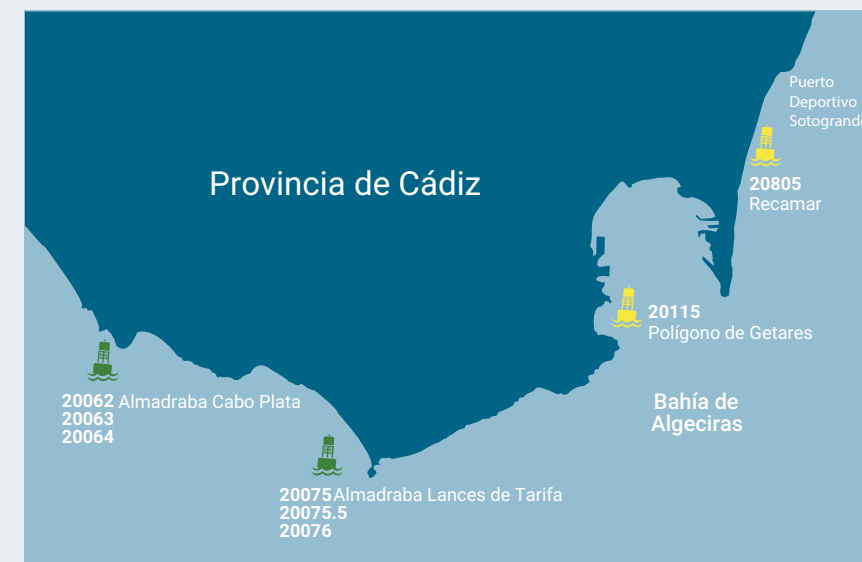 Puerto
Deportivo
Sotogrande
Provincia de Cádiz
20805
Recamar
20115
Polígono de Getares
20062 Almadraba Cabo Plata
20063
20064
Bahía de
Algeciras
20075 Almadraba Lances de Tarifa
20075.5
20076